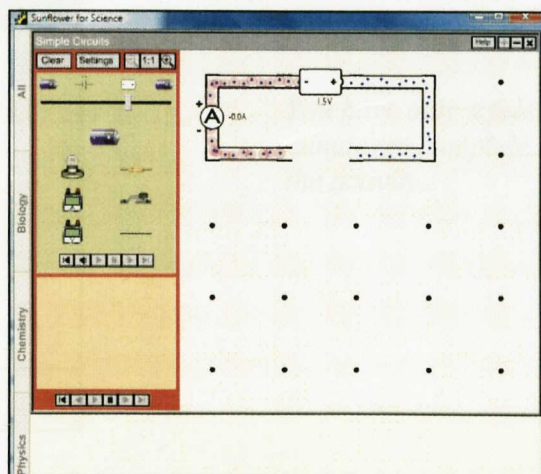 Sunflower for Science
Simple Circuits
Help
Clear
Settings
1:1
All
Biology
Chemistry
Physics
+
-
A
-0.0A
-
+
1.5V